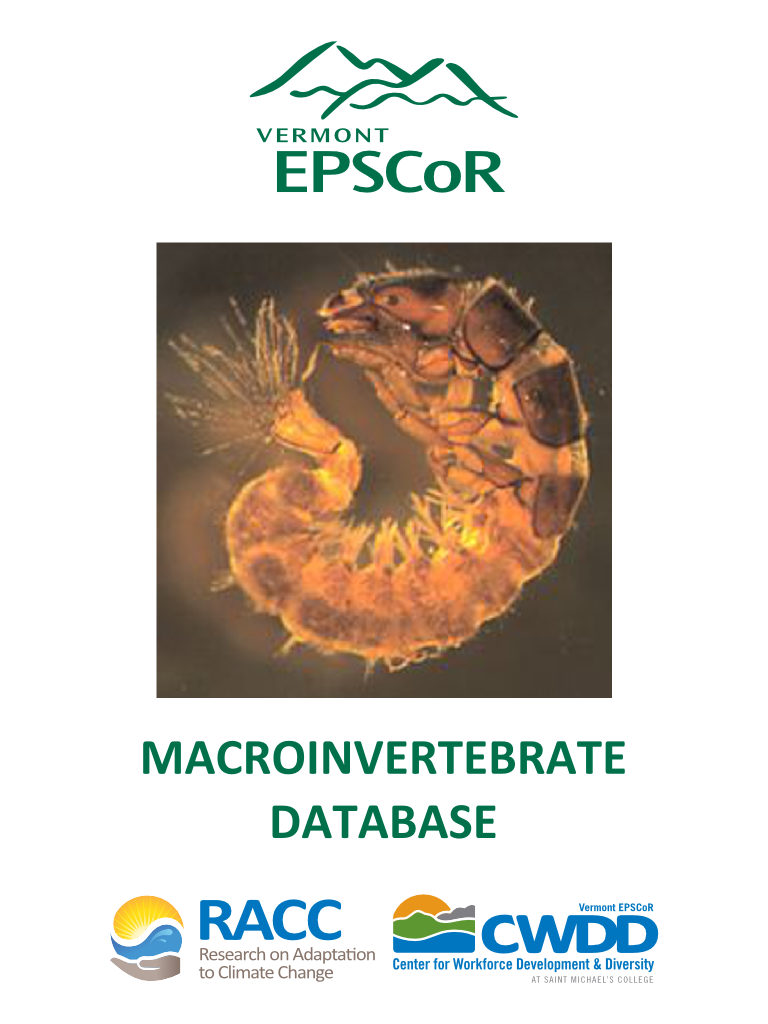 VERMONT
EPSCoR
MACROINVERTEBRATE
DATABASE
RACC
Research on Adaptation
to Climate Change
Vermont EPSCoR
CWDD
Center for Workforce Development & Diversity
AT SAINT MICHAEL'S COLLEGE